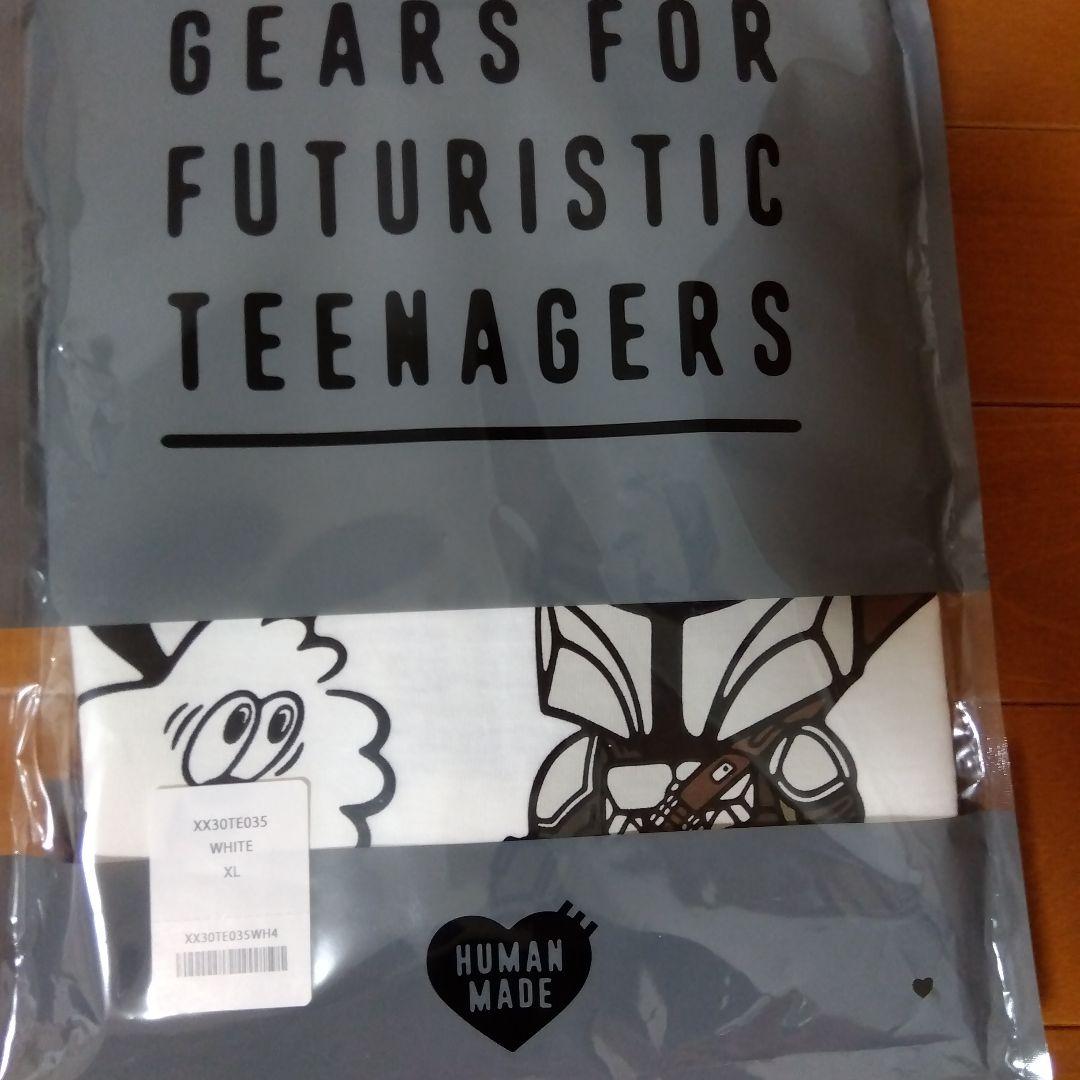 GEARS FOR
FUTURISTIC
TEENAGERS
XX30TE035
WHITE
XL
XX30TE035WH4
HUMAN
MADE